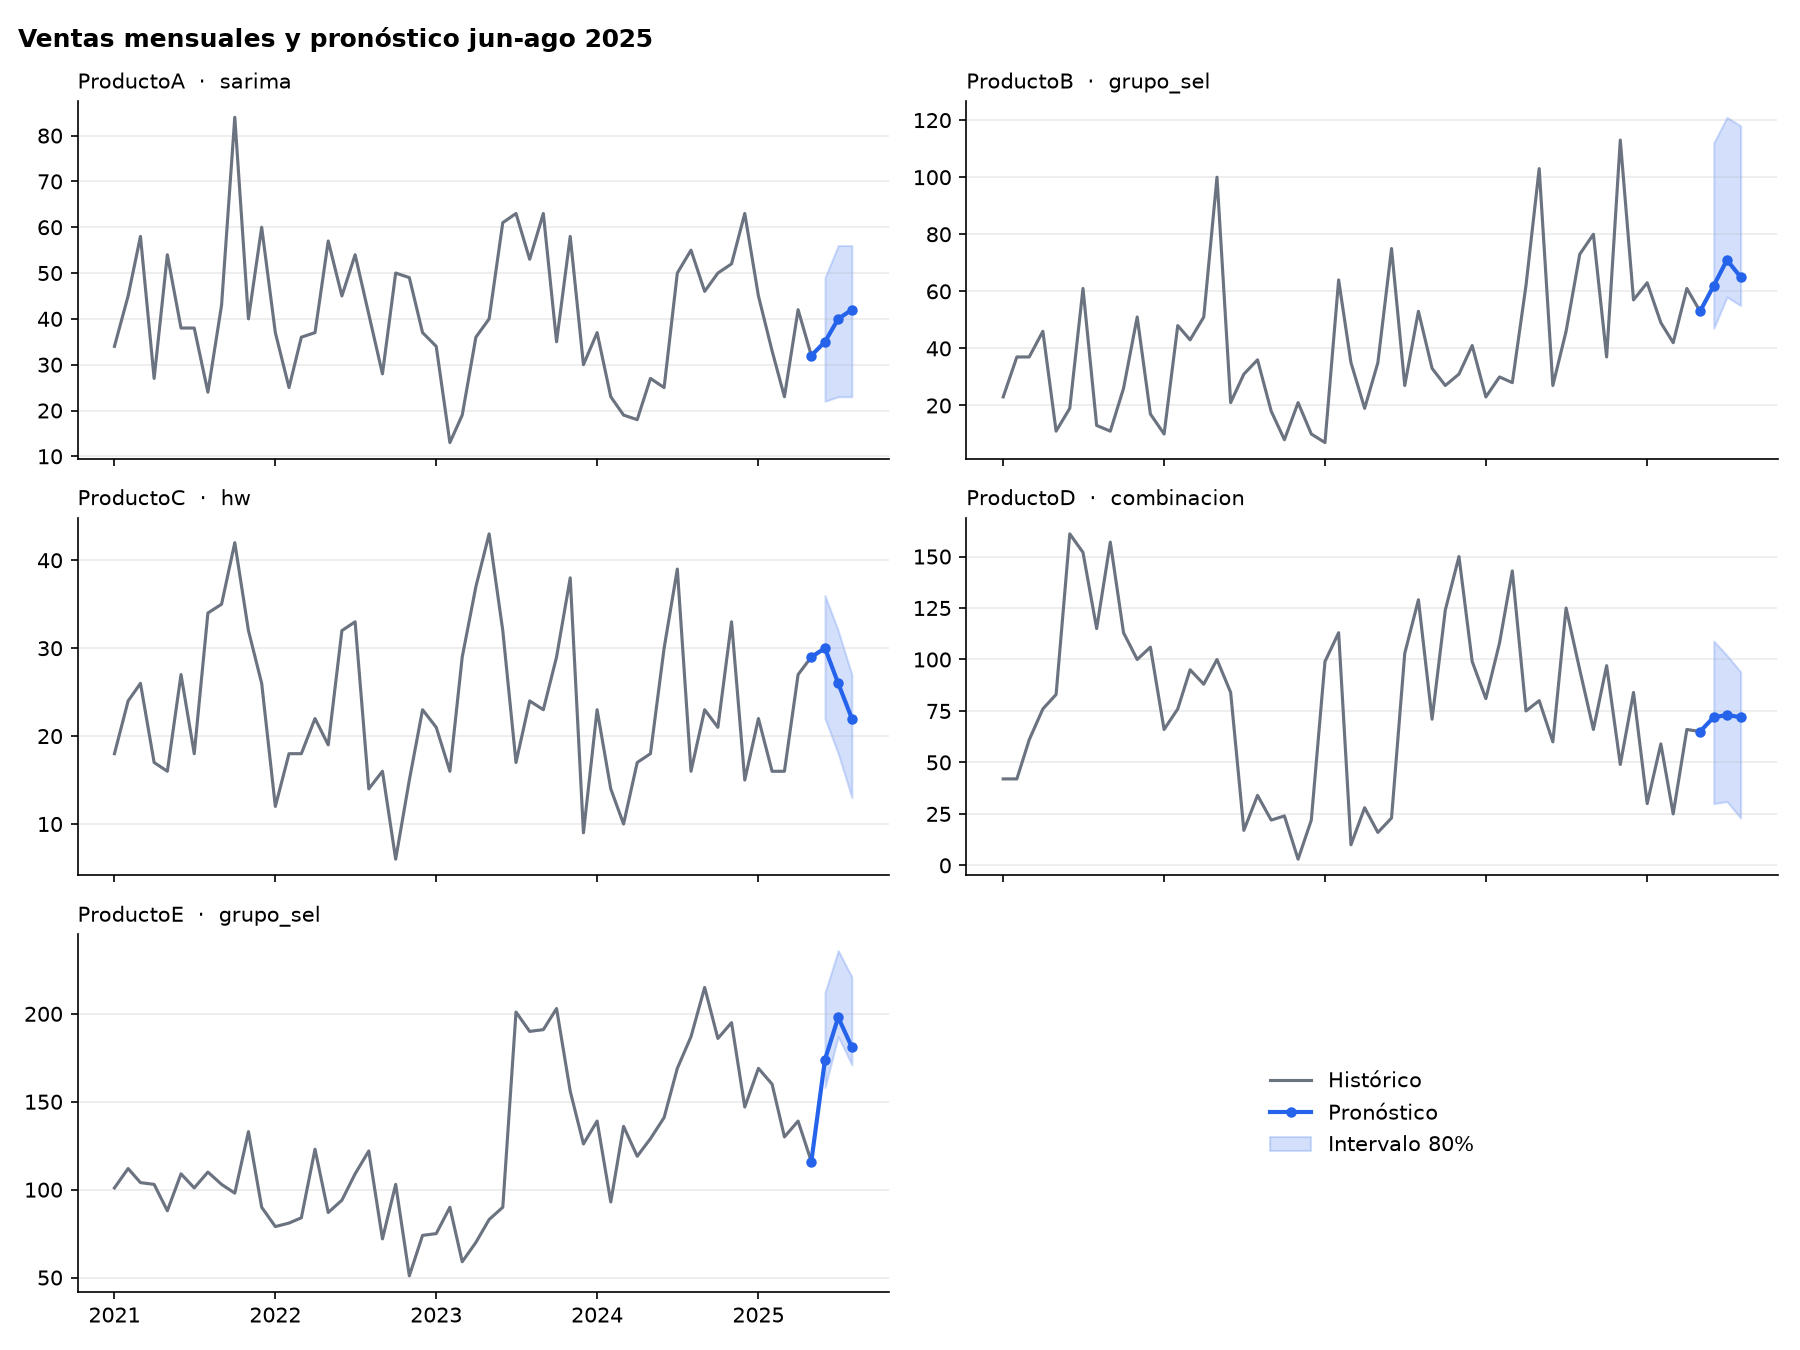 Ventas mensuales y pronóstico jun-ago 2025
ProductoA · sarima
80
70
60
50
40
30
20
10
ProductoB · grupo_sel
120
100
80
60
40
20
ProductoC · hw
40
30
20
10
ProductoD · combinacion
150
125
100
75
50
25
0
ProductoE · grupo_sel
200
150
100
50
2021 2022 2023 2024 2025
Histórico
Pronóstico
Intervalo 80%